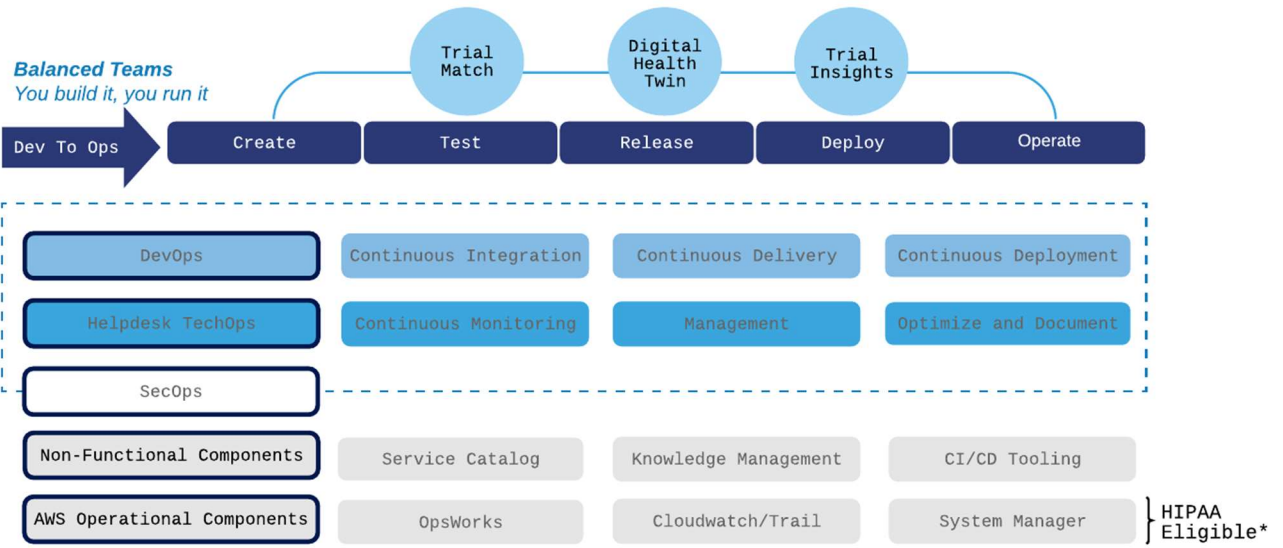 Trial
Match
Digital
Health
Twin
Trial
Insights
Balanced Teams
You build it, you run it
Dev To Ops
Create
Test
Release
Deploy
Operate
DevOps
Continuous Integration
Continuous Delivery
Continuous Deployment
Helpdesk TechOps
Continuous Monitoring
Management
Optimize and Document
SecOps
Non-Functional Components
Service Catalog
Knowledge Management
CI/CD Tooling
AWS Operational Components
OpsWorks
Cloudwatch/Trail
System Manager
HIPAA
Eligible*